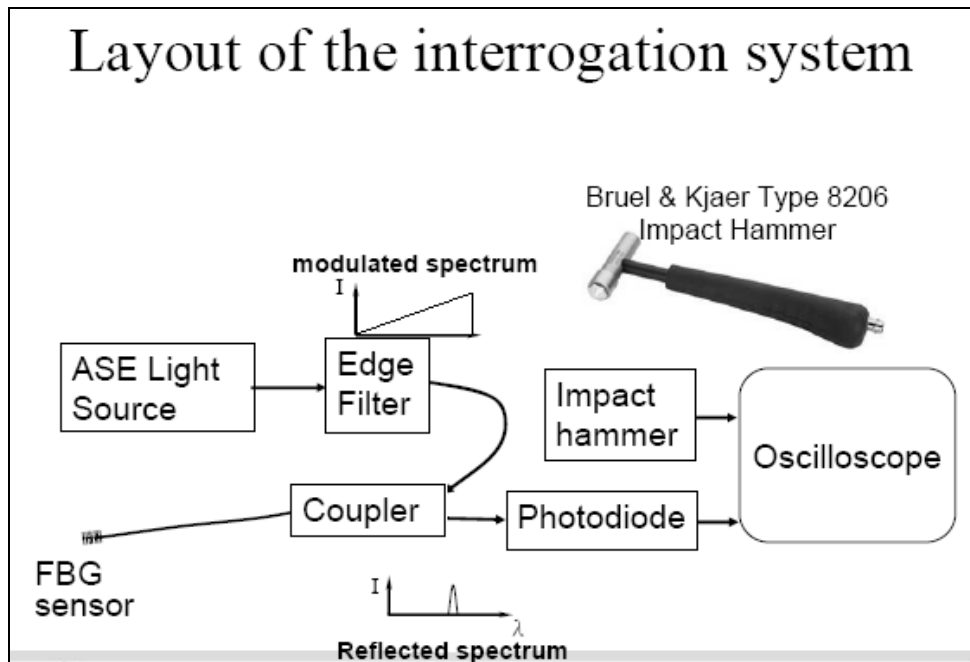 Layout of the interrogation system
Bruel & Kjaer Type 8206
Impact Hammer
modulated spectrum
I
ASE Light
Source
Edge
Filter
Impact
hammer
Oscilloscope
Coupler
Photodiode
FBG
sensor
I
λ
Reflected spectrum